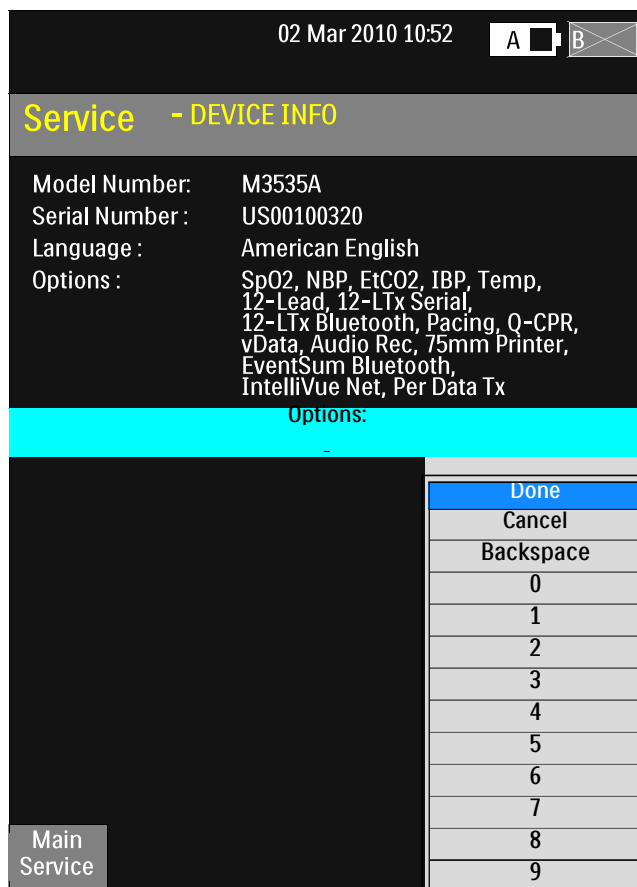 02 Mar 2010 10:52 A B
Service - DEVICE INFO
Model Number: M3535A
Serial Number : US00100320
Language : American English
Options : SpO2, NBP, EtCO2, IBP, Temp,
12-Lead, 12-LTx Serial,
12-LTx Bluetooth, Pacing, Q-CPR,
vData, Audio Rec, 75mm Printer,
EventSum Bluetooth,
IntelliVue Net, Per Data Tx
Options:
-
Done
Cancel
Backspace
0
1
2
3
4
5
6
7
8
9
Main
Service